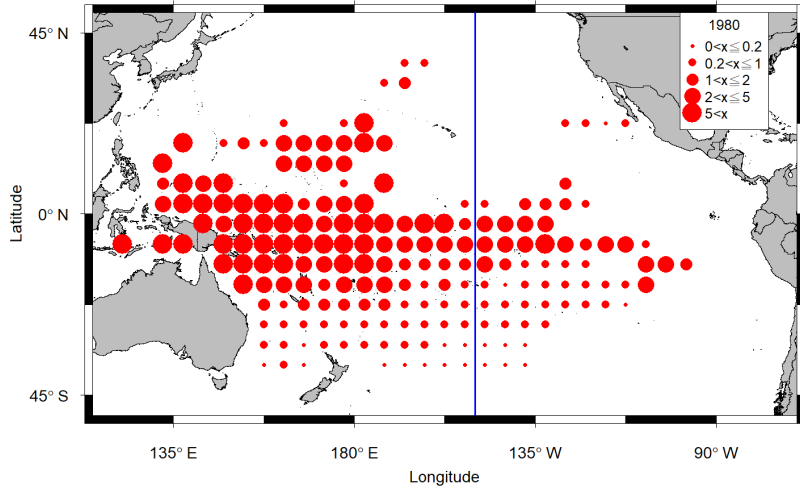 1980
0<x≦0.2
0.2<x≦1
1<x≦2
2<x≦5
5<x
45° N
0° N
45° S
Latitude
135° E
180° E
135° W
90° W
Longitude